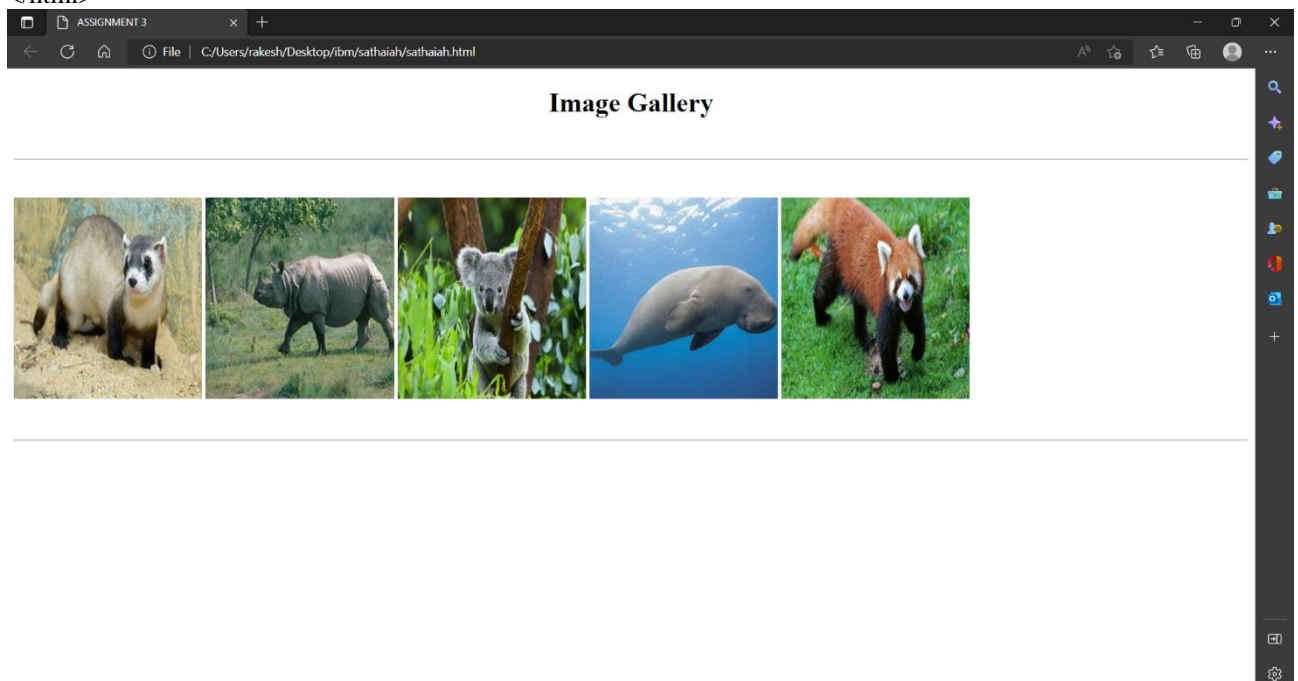 </html>
ASSIGNMENT 3
File | C:/Users/rakesh/Desktop/ibm/sathaiah/sathaiah.html
Image Gallery